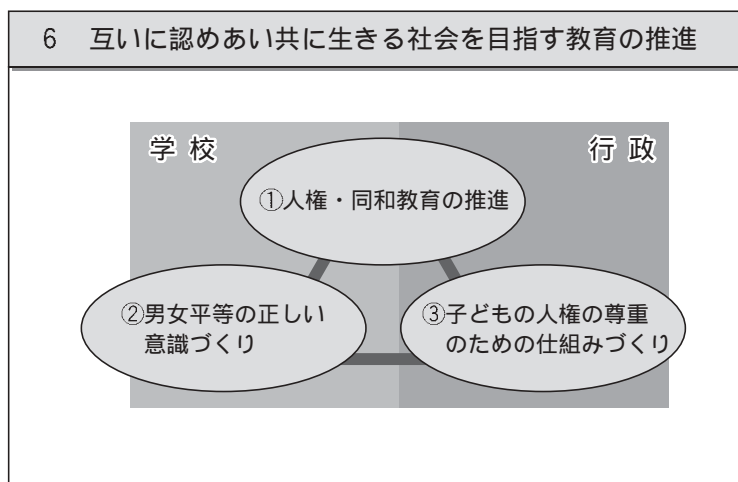 6 互いに認めあい共に生きる社会を目指す教育の推進
学 校
行 政
①人権・同和教育の推進
②男女平等の正しい
意識づくり
③子どもの人権の尊重
のための仕組みづくり